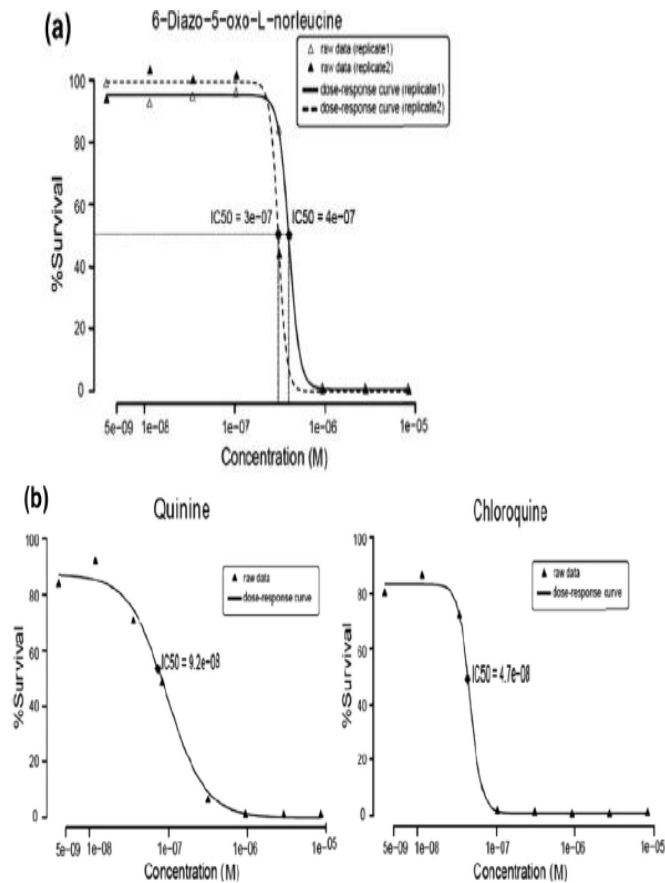 (a)
6-Diazo-5-oxo-L-norleucine
raw data (replicate1)
raw data (replicate2)
dose-response curve (replicate1)
dose-response curve (replicate2)
100
80
60
40
20
0
%Survival
IC50 = 3e-07
IC50 = 4e-07
5e-09 1e-08 1e-07 1e-06 1e-05
Concentration (M)
(b)
Quinine
raw data
dose-response curve
100
80
60
40
20
0
%Survival
IC50 = 9.2e-08
5e-09 1e-08 1e-07 1e-06 1e-05
Concentration (M)
Chloroquine
raw data
dose-response curve
100
80
60
40
20
0
%Survival
IC50 = 4.7e-08
5e-09 1e-08 1e-07 1e-06 1e-05
Concentration (M)